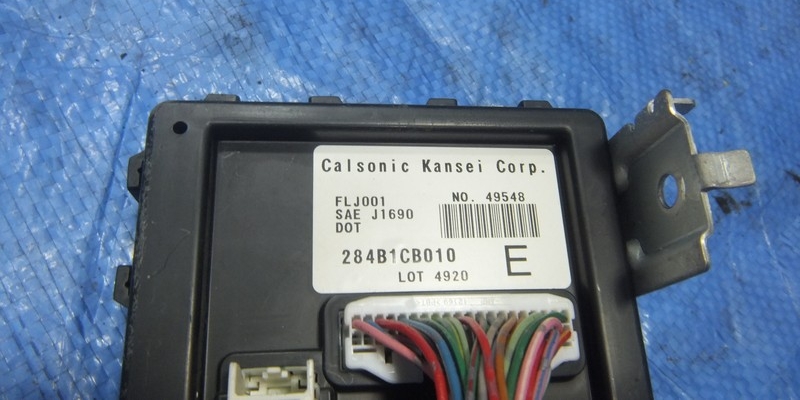 Calsonic Kansei Corp.
FLJ001
NO. 49548
SAE J1690
DOT
284B1CB010
E
LOT 4920